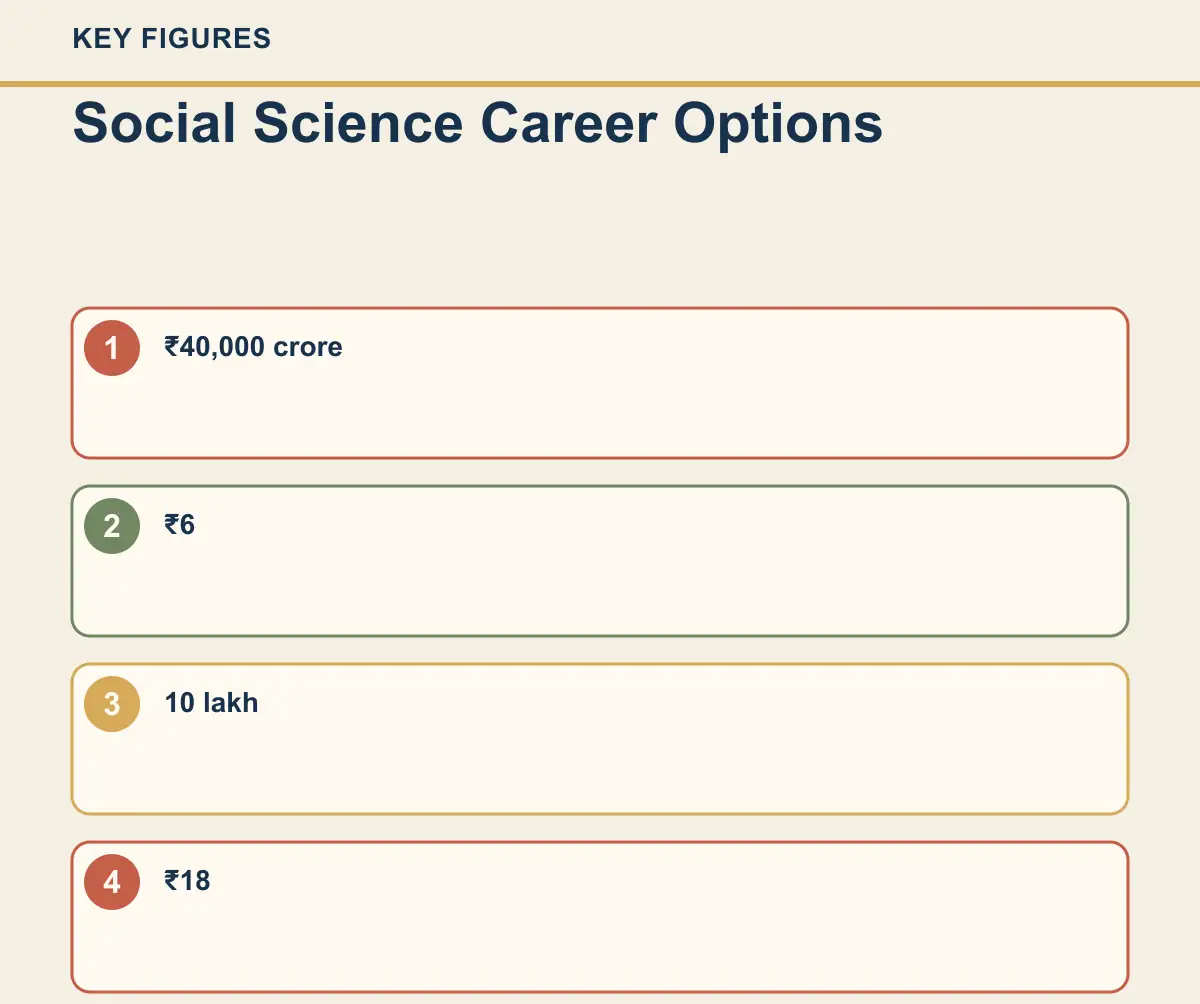 KEY FIGURES
Social Science Career Options
1 ₹40,000 crore
2 ₹6
3 10 lakh
4 ₹18